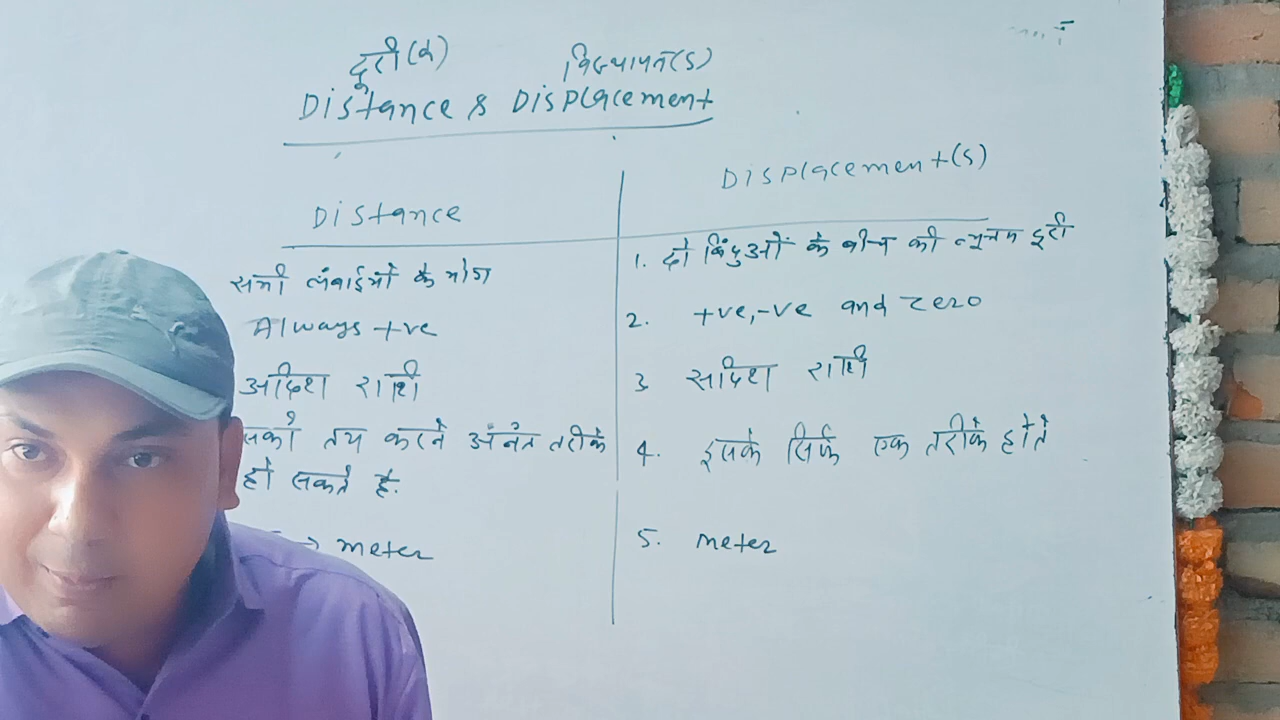 दूरी(d) विस्थापन(s)
Distance & Displacement
Distance
सभी लंबाईयों के योग
Always +ve
अदिश राशि
सको तय करने अनंत तरीके
हो सकते है.
→ meter
Displacement(s)
1. दो बिंदुओं के बीच की न्यूनतम दूरी
2. +ve,-ve and zero
3 सदिश राशि
4. इसके सिर्फ एक तरीके होते
5. meter